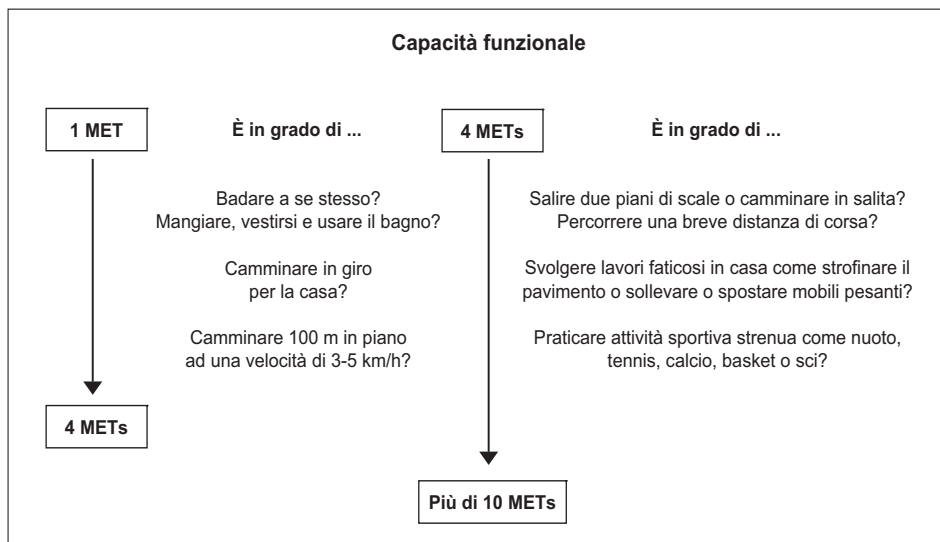 Capacità funzionale
1 MET
È in grado di ...
Badare a se stesso?
Mangiare, vestirsi e usare il bagno?
Camminare in giro
per la casa?
Camminare 100 m in piano
ad una velocità di 3-5 km/h?
4 METs
4 METs
È in grado di ...
Salire due piani di scale o camminare in salita?
Percorrere una breve distanza di corsa?
Svolgere lavori faticosi in casa come strofinare il
pavimento o sollevare o spostare mobili pesanti?
Praticare attività sportiva strenua come nuoto,
tennis, calcio, basket o sci?
Più di 10 METs